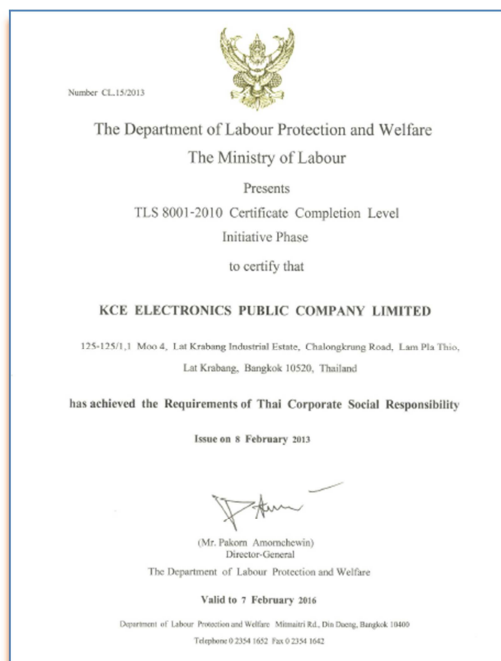 Number CL.15/2013
The Department of Labour Protection and Welfare
The Ministry of Labour
Presents
TLS 8001-2010 Certificate Completion Level
Initiative Phase
to certify that
KCE ELECTRONICS PUBLIC COMPANY LIMITED
125-125/1,1 Moo 4, Lat Krabang Industrial Estate, Chalongkrung Road, Lam Pla Thio,
Lat Krabang, Bangkok 10520, Thailand
has achieved the Requirements of Thai Corporate Social Responsibility
Issue on 8 February 2013
(Mr. Pakorn Amornchewin)
Director-General
The Department of Labour Protection and Welfare
Valid to 7 February 2016
Department of Labour Protection and Welfare Mitmaitri Rd., Din Daeng, Bangkok 10400
Telephone 0 2354 1652 Fax 0 2354 1642